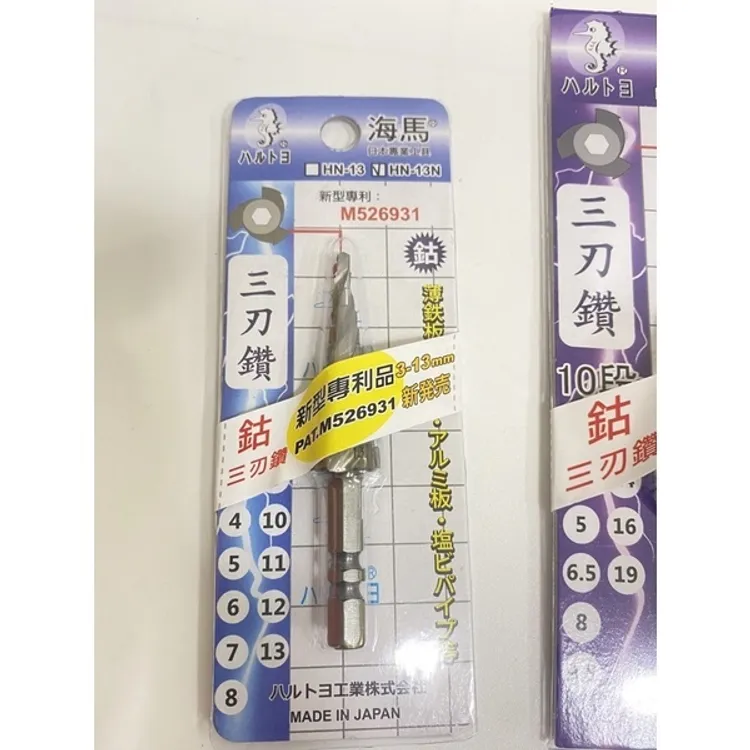 ハルトヨ
海馬
日本專業工具
HN-13 HN-13N
新型專利：
M526931
鈷
三刃鑽
薄鉄板
・アルミ板・塩ビパイプ等
3-13mm
新発売
新型專利品
PAT.M526931
鈷
三刃鑽
4 10
5 11
6 12
7 13
8
ハルトヨ工業株式会社
MADE IN JAPAN
ハルトヨ
三刃鑽
10段
鈷
三刃鑽
5 16
6.5 19
8